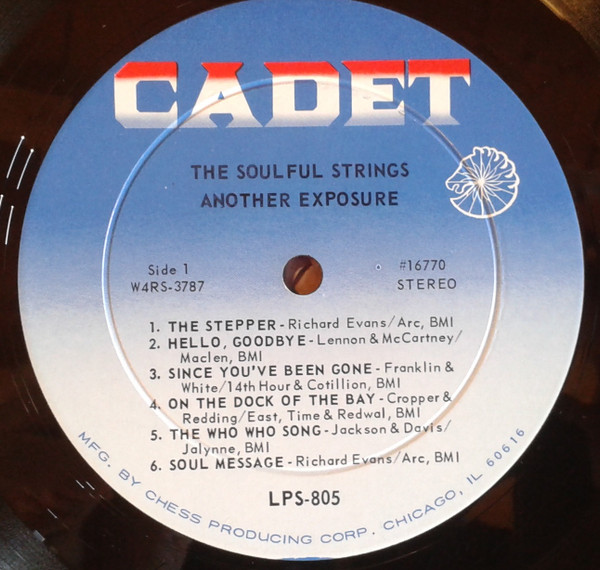 CADET
THE SOULFUL STRINGS
ANOTHER EXPOSURE
Side 1
W4RS-3787
#16770
STEREO
1. THE STEPPER - Richard Evans/Arc, BMI
2. HELLO, GOODBYE - Lennon & McCartney/
Maclen, BMI
3. SINCE YOU'VE BEEN GONE - Franklin &
White/14th Hour & Cotillion, BMI
4. ON THE DOCK OF THE BAY - Cropper &
Redding/East, Time & Redwal, BMI
5. THE WHO WHO SONG - Jackson & Davis/
Jalynne, BMI
6. SOUL MESSAGE - Richard Evans/Arc, BMI
LPS-805
MFG. BY CHESS PRODUCING CORP. CHICAGO, IL 60616